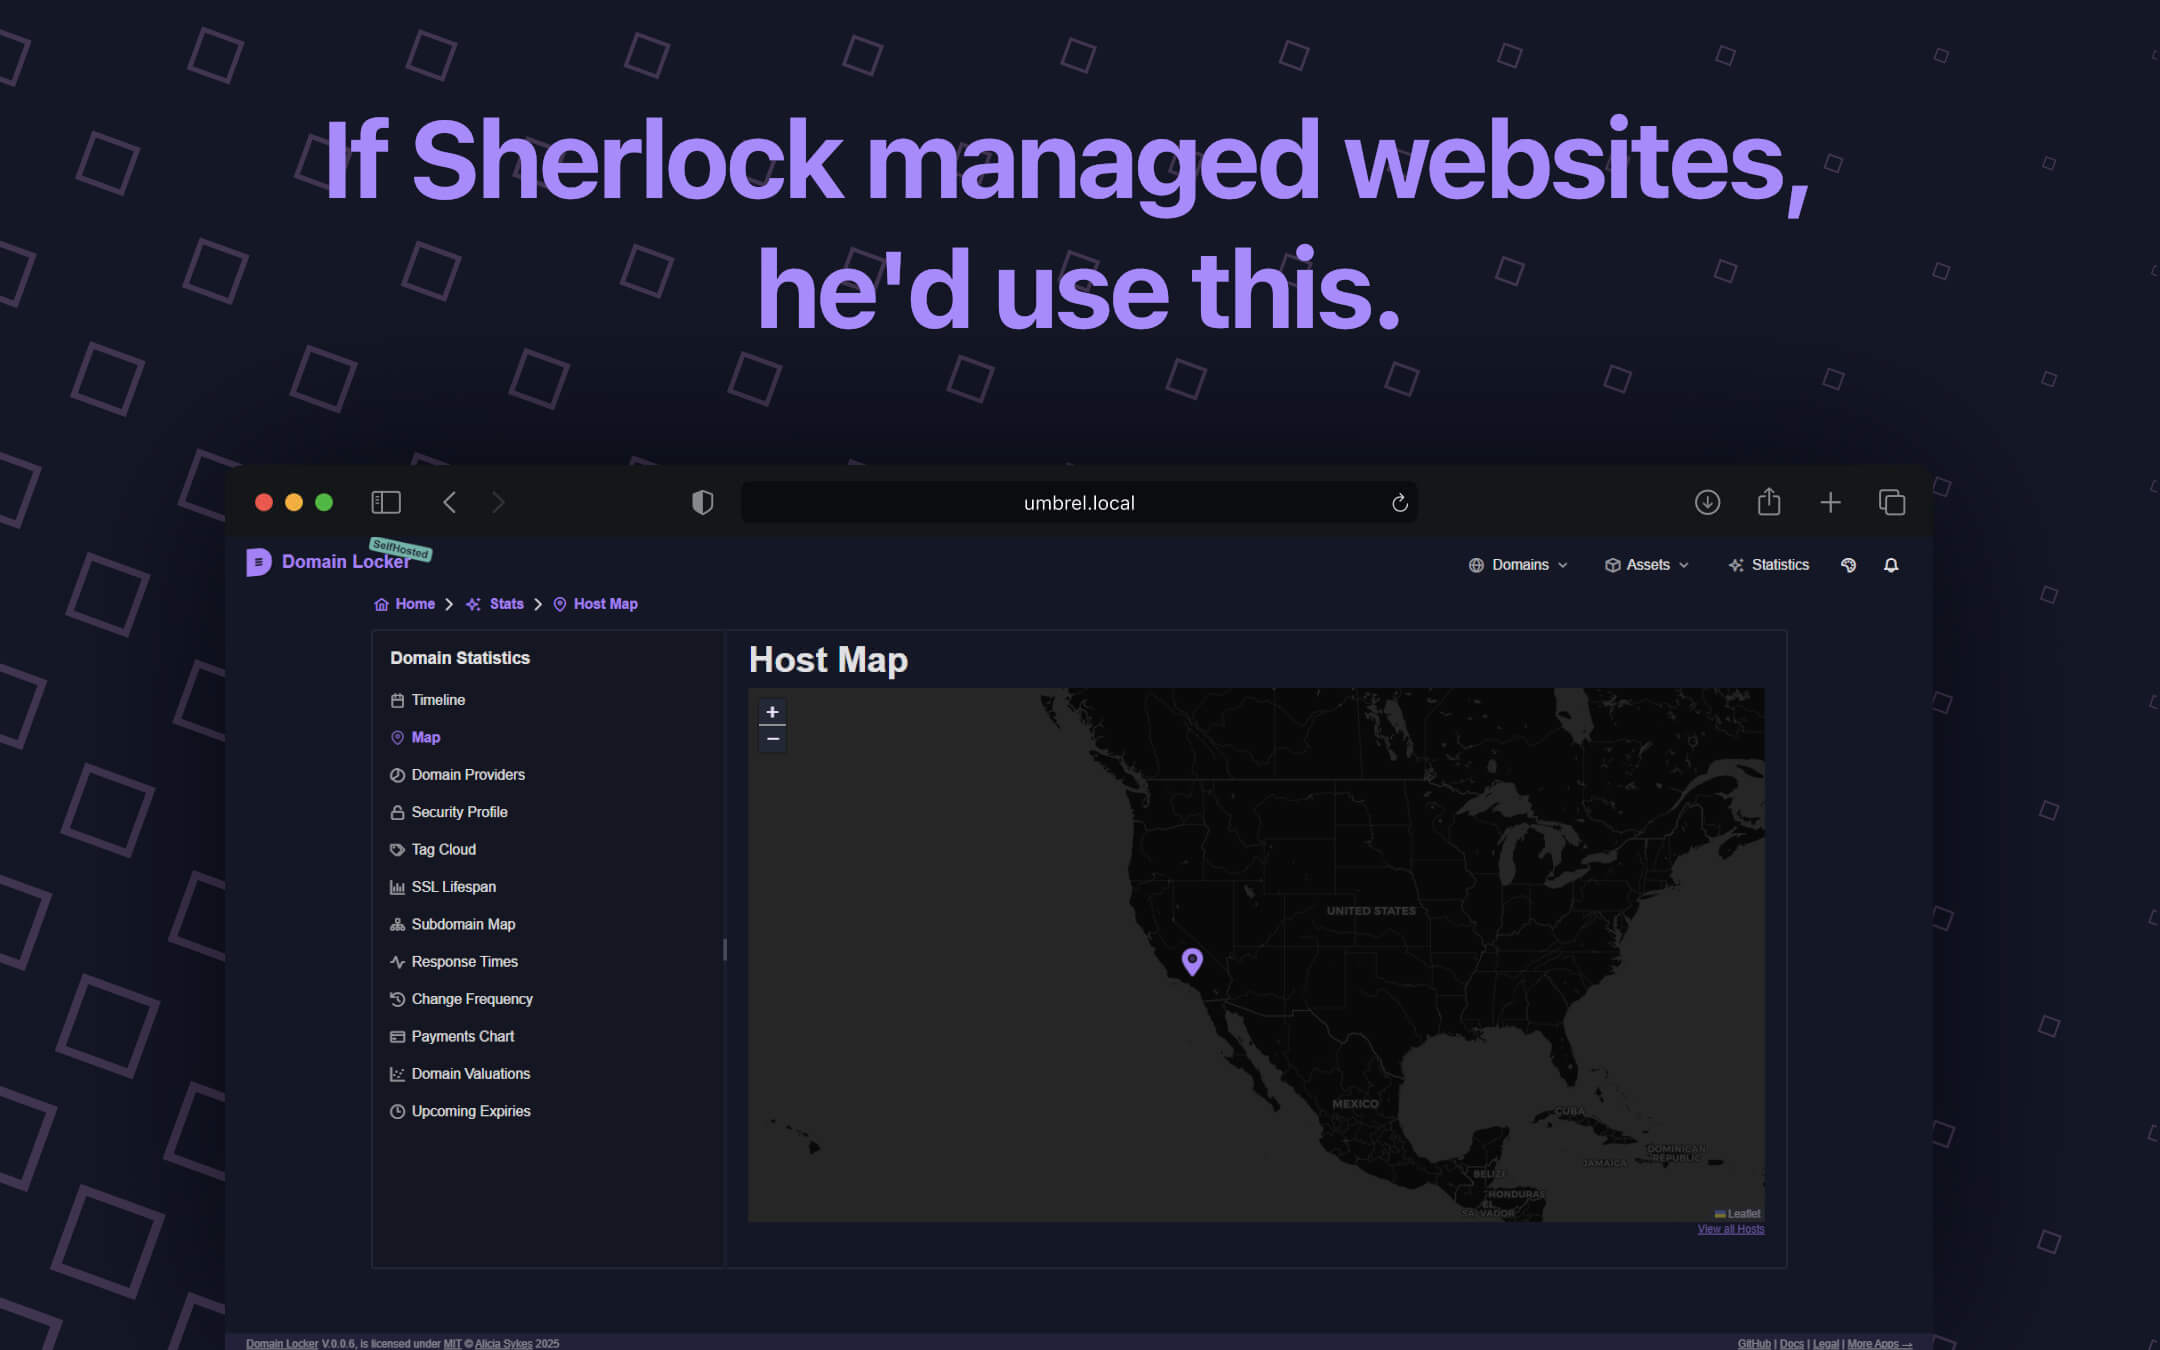 If Sherlock managed websites,
he'd use this.
umbrel.local
Domain Locker
SelfHosted
Domains
Assets
Statistics
Home
Stats
Host Map
Domain Statistics
Timeline
Map
Domain Providers
Security Profile
Tag Cloud
SSL Lifespan
Subdomain Map
Response Times
Change Frequency
Payments Chart
Domain Valuations
Upcoming Expiries
Host Map
+
−
UNITED STATES
MEXICO
CUBA
DOMINICAN
REPUBLIC
JAMAICA
BELIZE
HONDURAS
EL
SALVADOR
Leaflet
View all Hosts
Domain Locker V.0.0.6, is licensed under MIT © Alicia Sykes 2025
GitHub | Docs | Legal | More Apps →